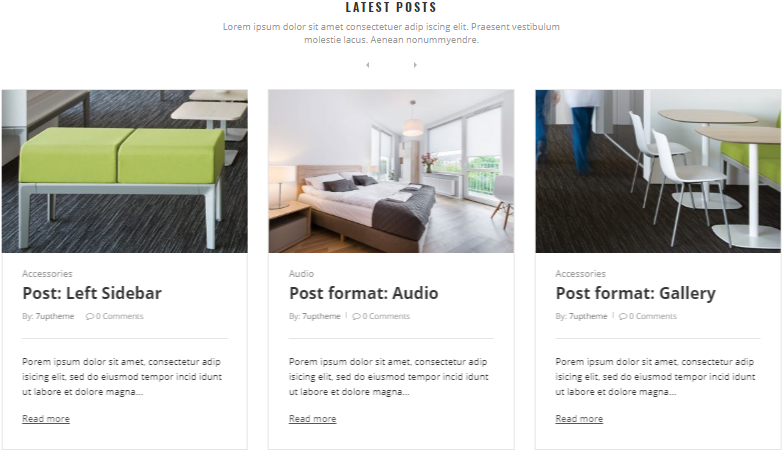 LATEST POSTS
Lorem ipsum dolor sit amet consectetuer adip iscing elit. Praesent vestibulum
molestie lacus. Aenean nonummyendre.
Accessories
Post: Left Sidebar
By: 7uptheme 0 Comments
Porem ipsum dolor sit amet, consectetur adip
isicing elit, sed do eiusmod tempor incid idunt
ut labore et dolore magna...
Read more
Audio
Post format: Audio
By: 7uptheme | 0 Comments
Porem ipsum dolor sit amet, consectetur adip
isicing elit, sed do eiusmod tempor incid idunt
ut labore et dolore magna...
Read more
Accessories
Post format: Gallery
By: 7uptheme | 0 Comments
Porem ipsum dolor sit amet, consectetur adip
isicing elit, sed do eiusmod tempor incid idunt
ut labore et dolore magna...
Read more